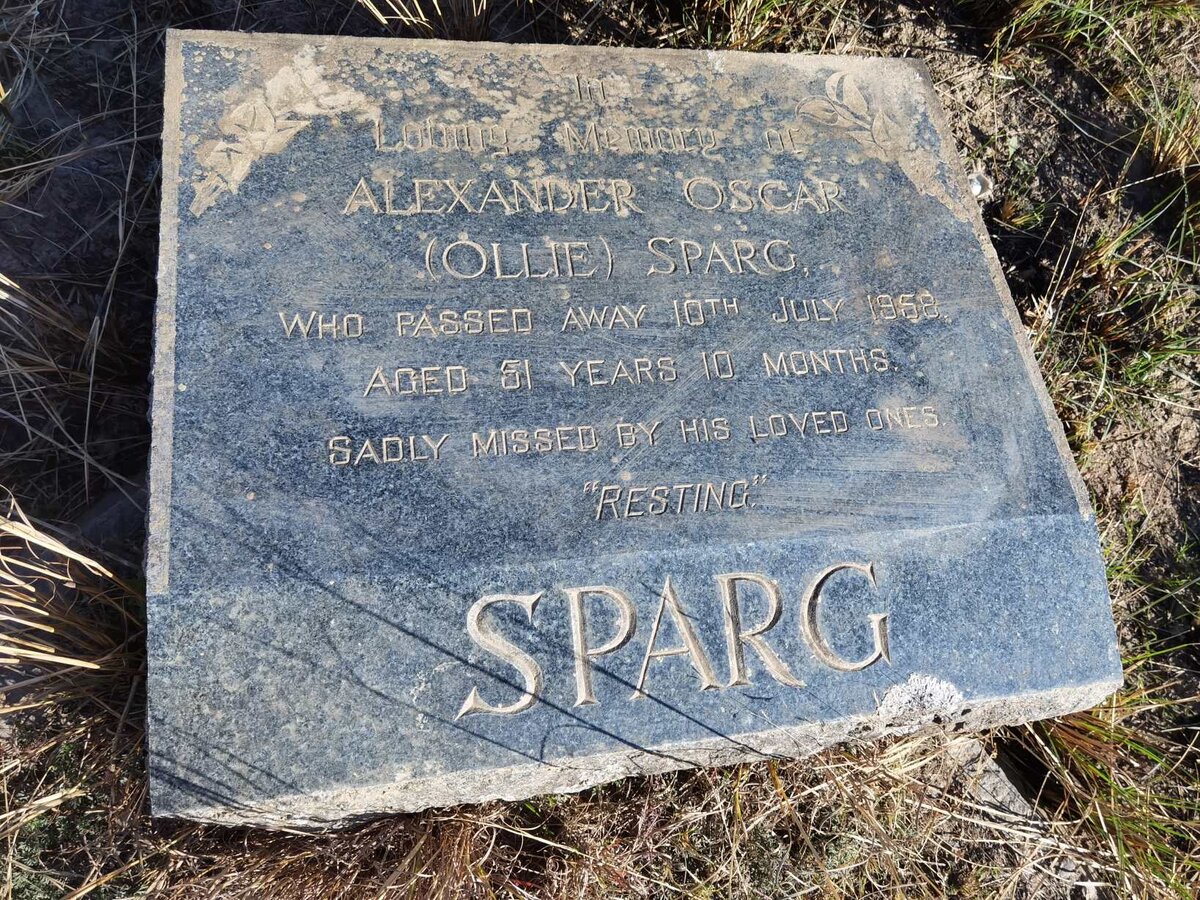 In
Loving Memory of
ALEXANDER OSCAR
(OLLIE) SPARG,
WHO PASSED AWAY 10TH JULY 1958,
AGED 51 YEARS 10 MONTHS.
SADLY MISSED BY HIS LOVED ONES.
"RESTING."
SPARG